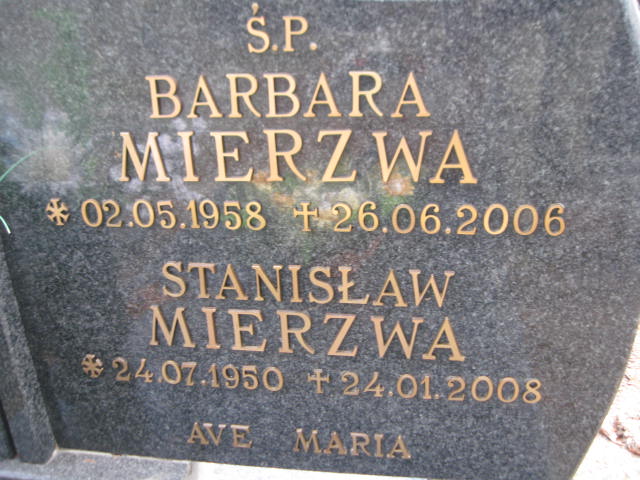 Ś.P.
BARBARA
MIERZWA
* 02.05.1958 † 26.06.2006
STANISŁAW
MIERZWA
* 24.07.1950 † 24.01.2008
AVE MARIA